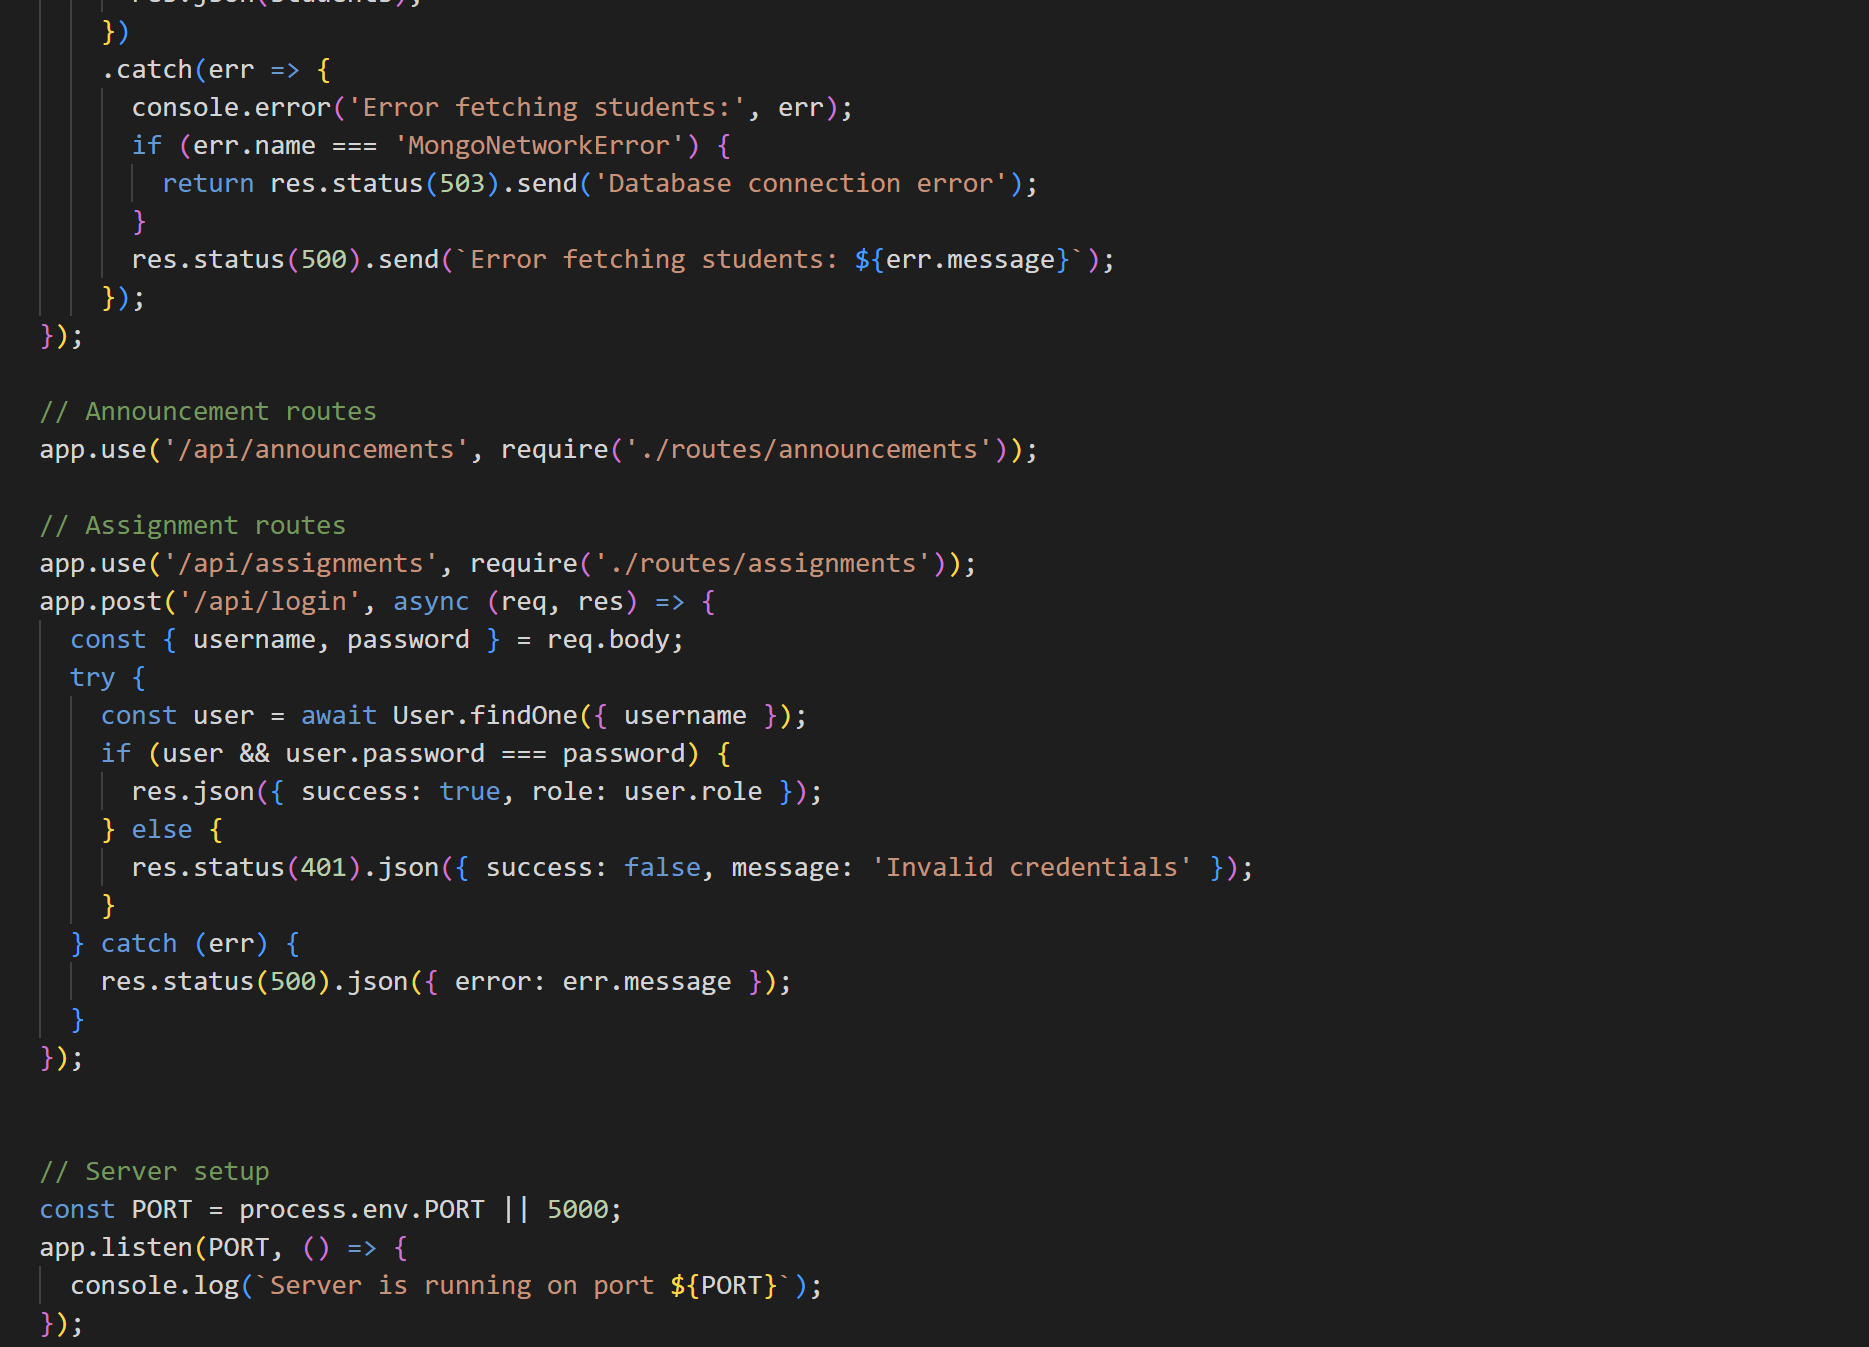 res.json(students);
})
.catch(err => {
console.error('Error fetching students:', err);
if (err.name === 'MongoNetworkError') {
return res.status(503).send('Database connection error');
}
res.status(500).send(`Error fetching students: ${err.message}`);
});
});
// Announcement routes
app.use('/api/announcements', require('./routes/announcements'));
// Assignment routes
app.use('/api/assignments', require('./routes/assignments'));
app.post('/api/login', async (req, res) => {
const { username, password } = req.body;
try {
const user = await User.findOne({ username });
if (user && user.password === password) {
res.json({ success: true, role: user.role });
} else {
res.status(401).json({ success: false, message: 'Invalid credentials' });
}
} catch (err) {
res.status(500).json({ error: err.message });
}
});
// Server setup
const PORT = process.env.PORT || 5000;
app.listen(PORT, () => {
console.log(`Server is running on port ${PORT}`);
});